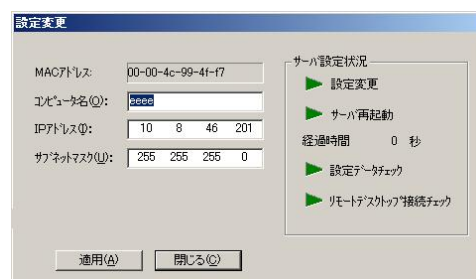 設定変更
MACアドレス: 00-00-4c-99-4f-f7
コンピュータ名(O): eeee
IPアドレス(I): 10 8 46 201
サブネットマスク(U): 255 255 255 0
サーバ設定状況
設定変更
サーバ再起動
経過時間 0 秒
設定データチェック
リモートデスクトップ接続チェック
適用(A) 閉じる(C)